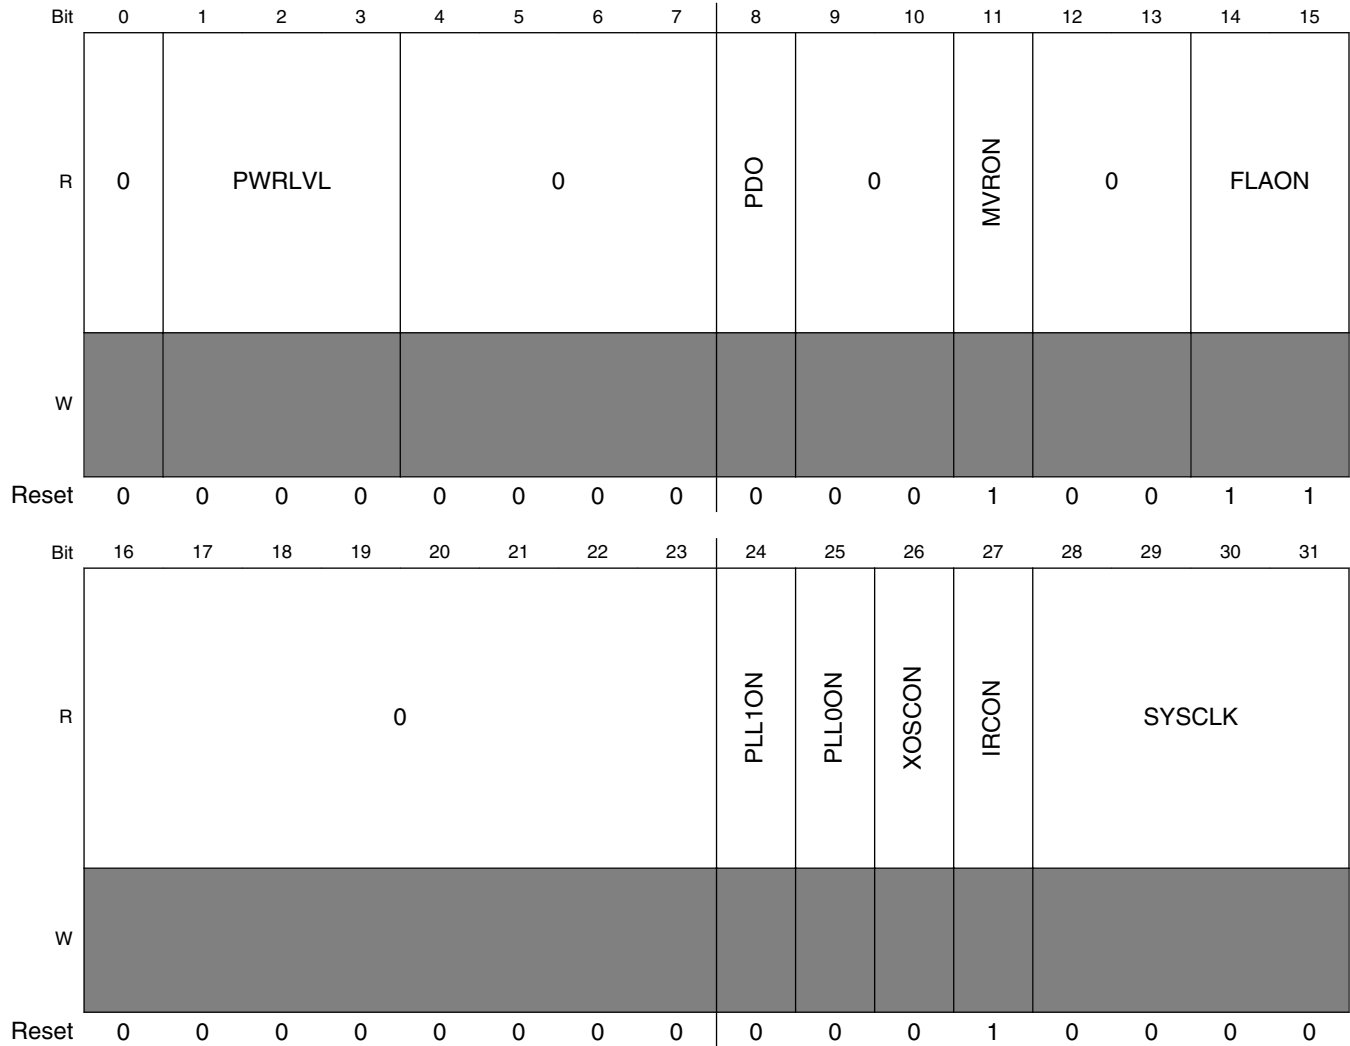 Bit 0 1 2 3 4 5 6 7 8 9 10 11 12 13 14 15
R 0 PWRLVL 0 PDO 0 MVRON 0 FLAON
W
Reset 0 0 0 0 0 0 0 0 0 0 0 1 0 0 1 1
Bit 16 17 18 19 20 21 22 23 24 25 26 27 28 29 30 31
R 0 PLL1ON PLL0ON XOSCON IRCON SYSCLK
W
Reset 0 0 0 0 0 0 0 0 0 0 0 1 0 0 0 0